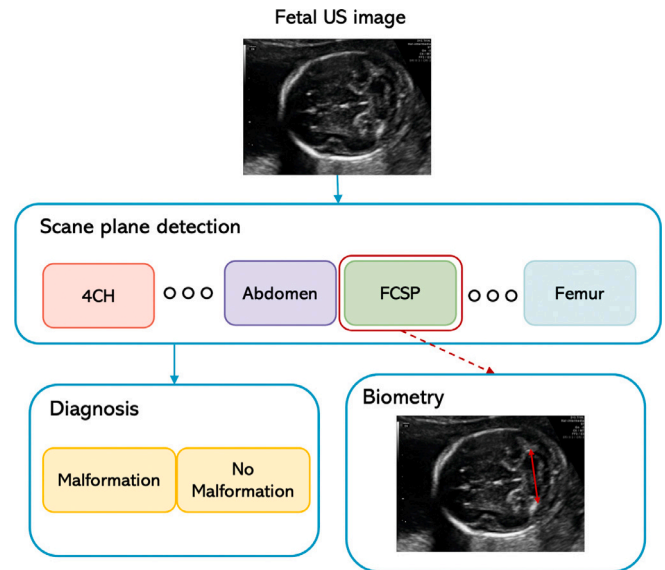 Fetal US image
Scane plane detection
4CH
Abdomen
FCSP
Femur
Diagnosis
Malformation
No
Malformation
Biometry